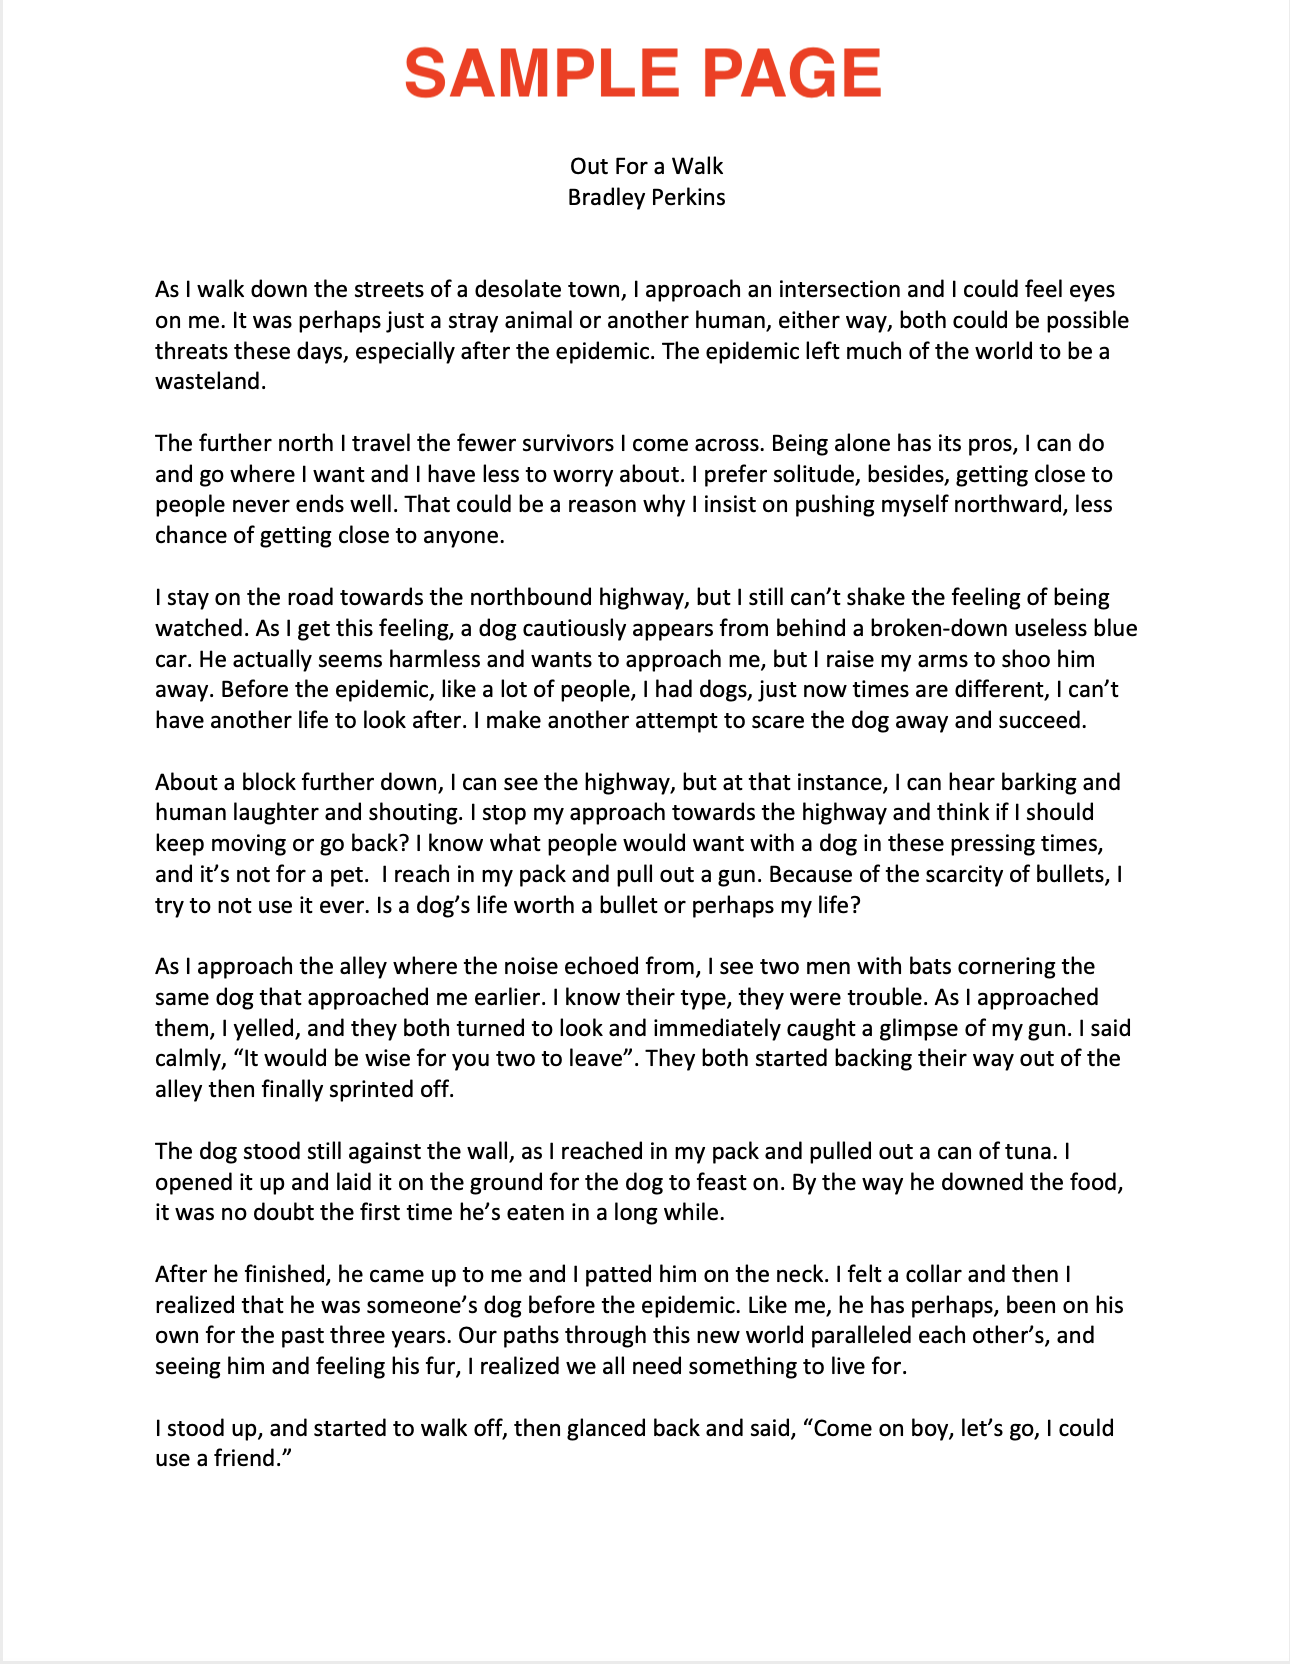 SAMPLE PAGE
Out For a Walk
Bradley Perkins
As I walk down the streets of a desolate town, I approach an intersection and I could feel eyes
on me. It was perhaps just a stray animal or another human, either way, both could be possible
threats these days, especially after the epidemic. The epidemic left much of the world to be a
wasteland.
The further north I travel the fewer survivors I come across. Being alone has its pros, I can do
and go where I want and I have less to worry about. I prefer solitude, besides, getting close to
people never ends well. That could be a reason why I insist on pushing myself northward, less
chance of getting close to anyone.
I stay on the road towards the northbound highway, but I still can’t shake the feeling of being
watched. As I get this feeling, a dog cautiously appears from behind a broken-down useless blue
car. He actually seems harmless and wants to approach me, but I raise my arms to shoo him
away. Before the epidemic, like a lot of people, I had dogs, just now times are different, I can’t
have another life to look after. I make another attempt to scare the dog away and succeed.
About a block further down, I can see the highway, but at that instance, I can hear barking and
human laughter and shouting. I stop my approach towards the highway and think if I should
keep moving or go back? I know what people would want with a dog in these pressing times,
and it’s not for a pet.  I reach in my pack and pull out a gun. Because of the scarcity of bullets, I
try to not use it ever. Is a dog’s life worth a bullet or perhaps my life?
As I approach the alley where the noise echoed from, I see two men with bats cornering the
same dog that approached me earlier. I know their type, they were trouble. As I approached
them, I yelled, and they both turned to look and immediately caught a glimpse of my gun. I said
calmly, “It would be wise for you two to leave”. They both started backing their way out of the
alley then finally sprinted off.
The dog stood still against the wall, as I reached in my pack and pulled out a can of tuna. I
opened it up and laid it on the ground for the dog to feast on. By the way he downed the food,
it was no doubt the first time he’s eaten in a long while.
After he finished, he came up to me and I patted him on the neck. I felt a collar and then I
realized that he was someone’s dog before the epidemic. Like me, he has perhaps, been on his
own for the past three years. Our paths through this new world paralleled each other’s, and
seeing him and feeling his fur, I realized we all need something to live for.
I stood up, and started to walk off, then glanced back and said, “Come on boy, let’s go, I could
use a friend.”